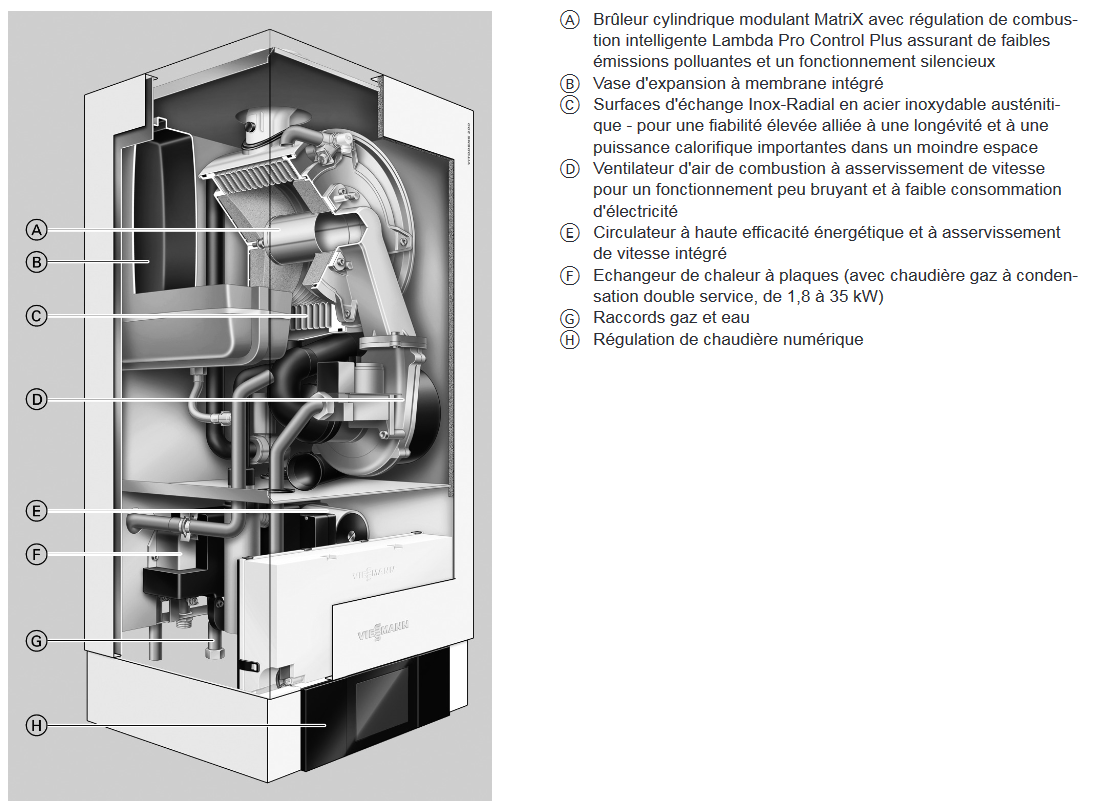 Ⓐ Brûleur cylindrique modulant MatriX avec régulation de combus-
tion intelligente Lambda Pro Control Plus assurant de faibles
émissions polluantes et un fonctionnement silencieux
Ⓑ Vase d'expansion à membrane intégré
Ⓒ Surfaces d'échange Inox-Radial en acier inoxydable austéniti-
que - pour une fiabilité élevée alliée à une longévité et à une
puissance calorifique importantes dans un moindre espace
Ⓓ Ventilateur d'air de combustion à asservissement de vitesse
pour un fonctionnement peu bruyant et à faible consommation
d'électricité
Ⓔ Circulateur à haute efficacité énergétique et à asservissement
de vitesse intégré
Ⓕ Echangeur de chaleur à plaques (avec chaudière gaz à conden-
sation double service, de 1,8 à 35 kW)
Ⓖ Raccords gaz et eau
Ⓗ Régulation de chaudière numérique
Ⓐ
Ⓑ
Ⓒ
Ⓓ
Ⓔ
Ⓕ
Ⓖ
Ⓗ
VIESMANN
VIESMANN